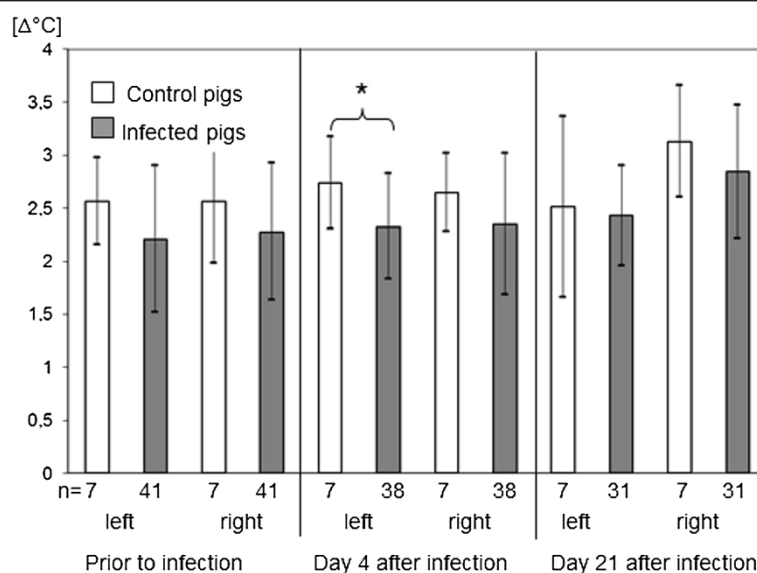 [Δ°C]
4
3,5
3
2,5
2
1,5
1
0,5
0
Control pigs
Infected pigs
*
n= 7 41 7 41 7 38 7 38 7 31 7 31
left right left right left right
Prior to infection Day 4 after infection Day 21 after infection